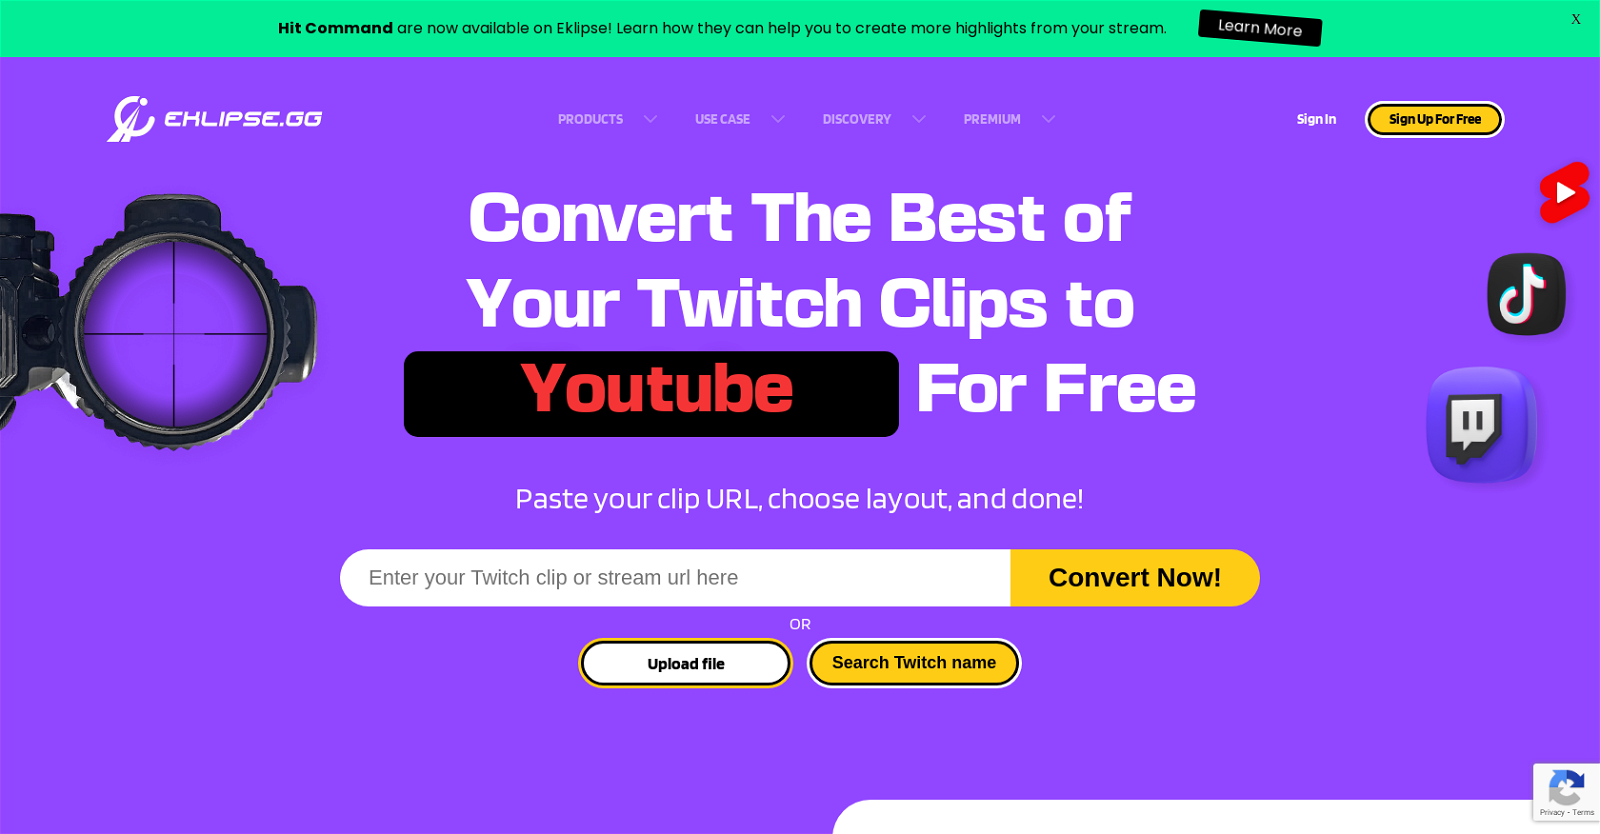 Hit Command are now available on Eklipse! Learn how they can help you to create more highlights from your stream.
Learn More
X
EKLIPSE.GG
PRODUCTS
USE CASE
DISCOVERY
PREMIUM
Sign In
Sign Up For Free
Convert The Best of
Your Twitch Clips to
Youtube For Free
Paste your clip URL, choose layout, and done!
Enter your Twitch clip or stream url here
Convert Now!
OR
Upload file
Search Twitch name
Privacy - Terms